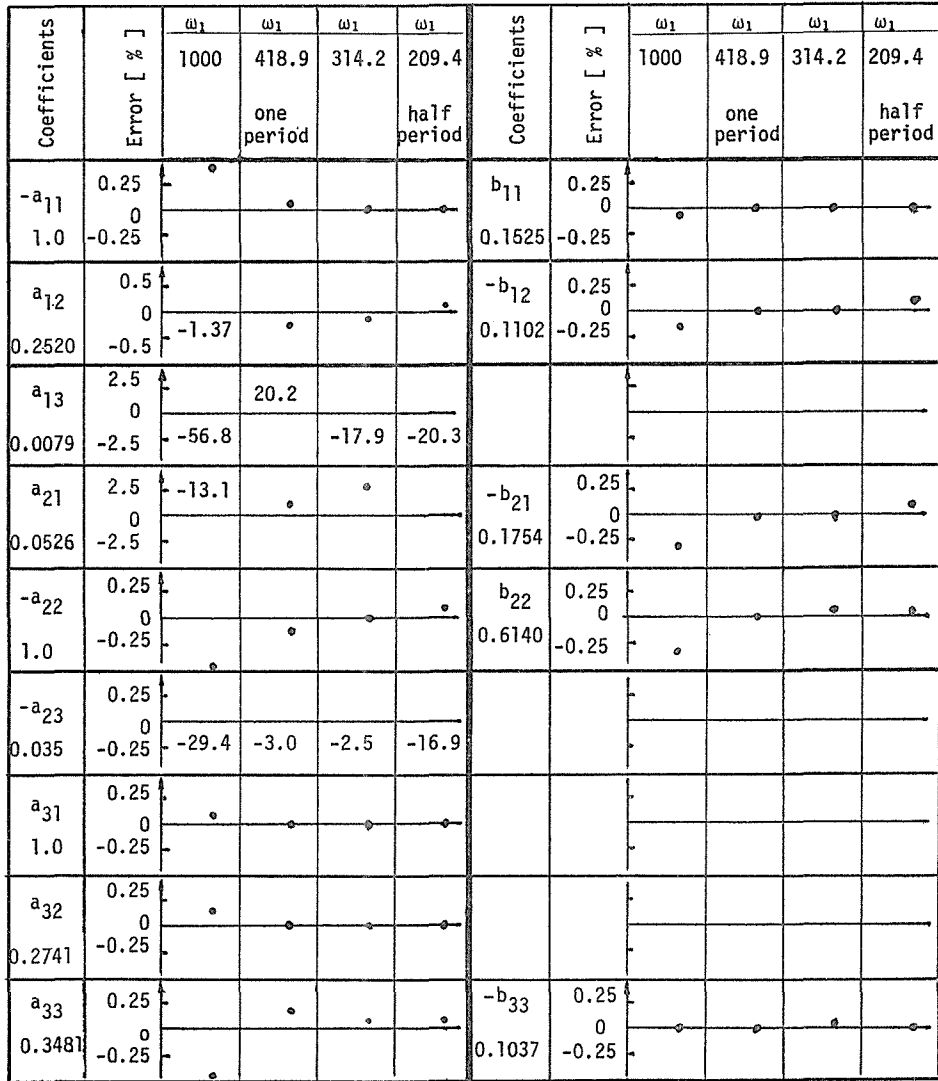 Coefficients Error [ % ] ω1 ω1 ω1 ω1 Coefficients Error [ % ] ω1 ω1 ω1 ω1
1000 418.9 314.2 209.4 1000 418.9 314.2 209.4
one half one half
period period period period
-a11 0.25 b11 0.25
0 0
1.0 -0.25 0.1525 -0.25
a12 0.5 -b12 0.25
0 0
-1.37 -0.25
0.2520 -0.5 0.1102
a13 2.5 20.2
0
0.0079 -2.5 -56.8 -17.9 -20.3
a21 2.5 -13.1 -b21 0.25
0 0
0.0526 -2.5 0.1754 -0.25
-a22 0.25 b22 0.25
0 0
-0.25 0.6140 -0.25
1.0
-a23 0.25
0
0.035 -0.25 -29.4 -3.0 -2.5 -16.9
a31 0.25
0
1.0 -0.25
a32 0.25
0
-0.25
0.2741
a33 0.25 -b33 0.25
0 0
0.3481 -0.25 0.1037 -0.25